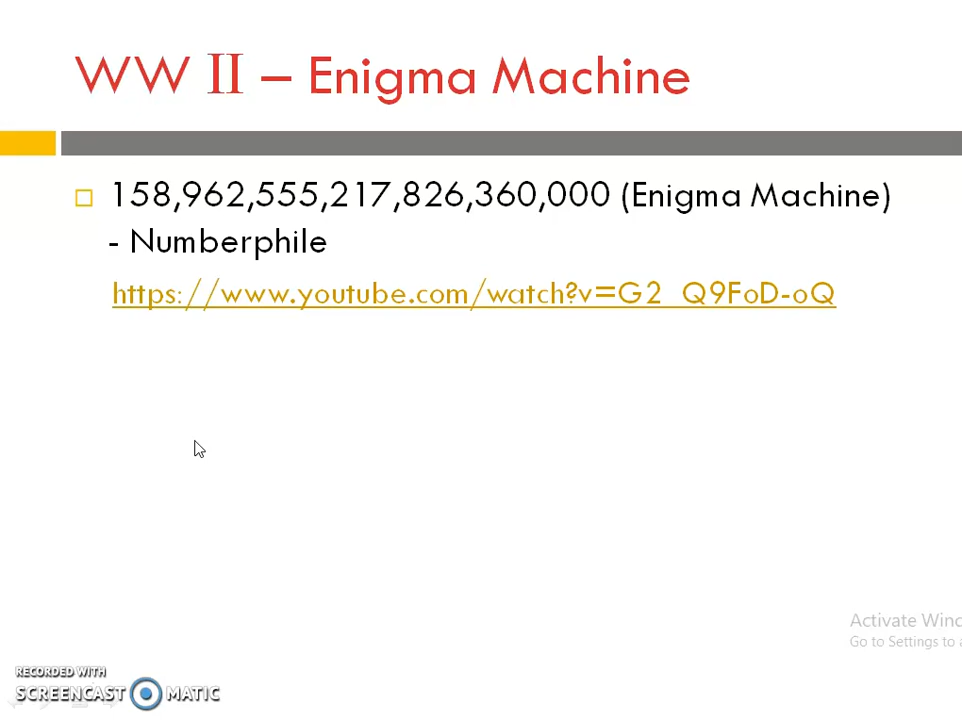 WW II – Enigma Machine
158,962,555,217,826,360,000 (Enigma Machine)
- Numberphile
https://www.youtube.com/watch?v=G2_Q9FoD-oQ
Activate Winc
Go to Settings to a
RECORDED WITH
SCREENCAST MATIC